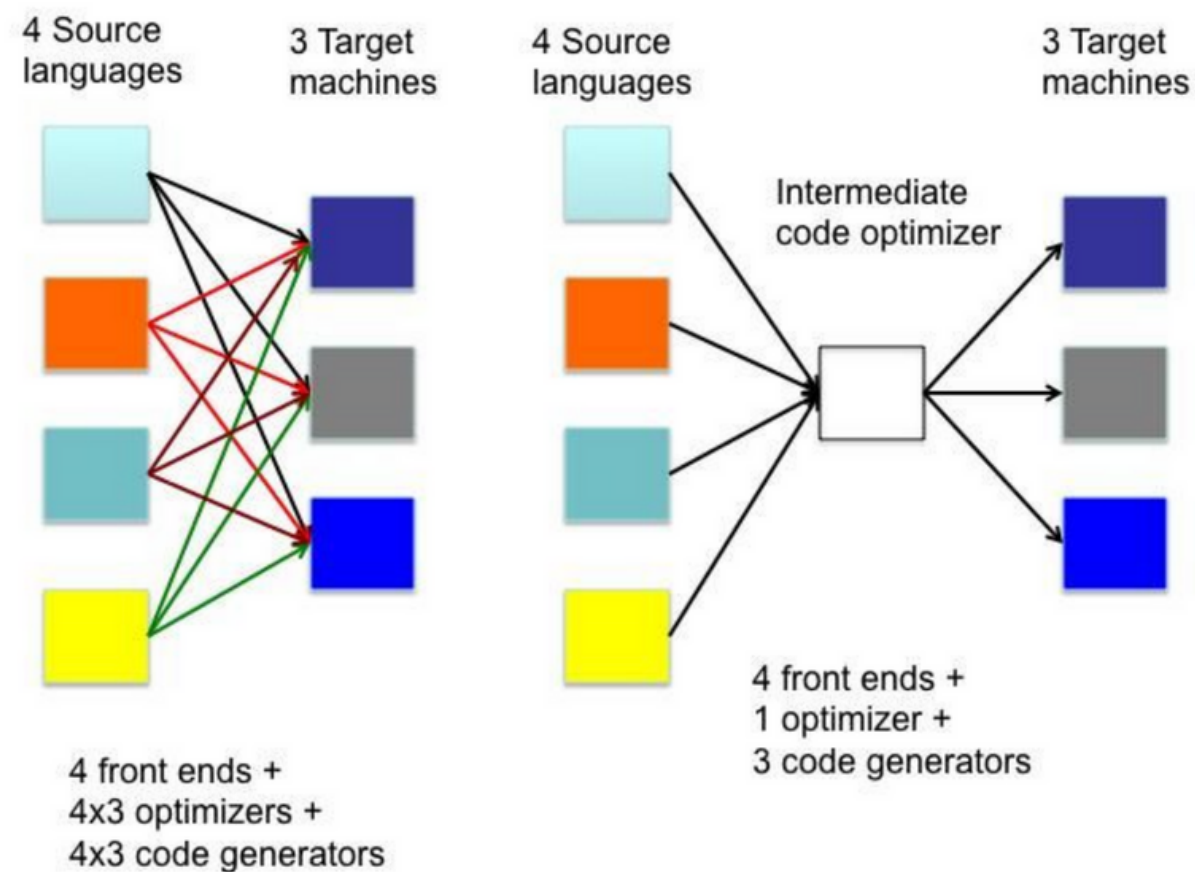 4 Source
languages
3 Target
machines
4 front ends +
4x3 optimizers +
4x3 code generators
4 Source
languages
Intermediate
code optimizer
3 Target
machines
4 front ends +
1 optimizer +
3 code generators